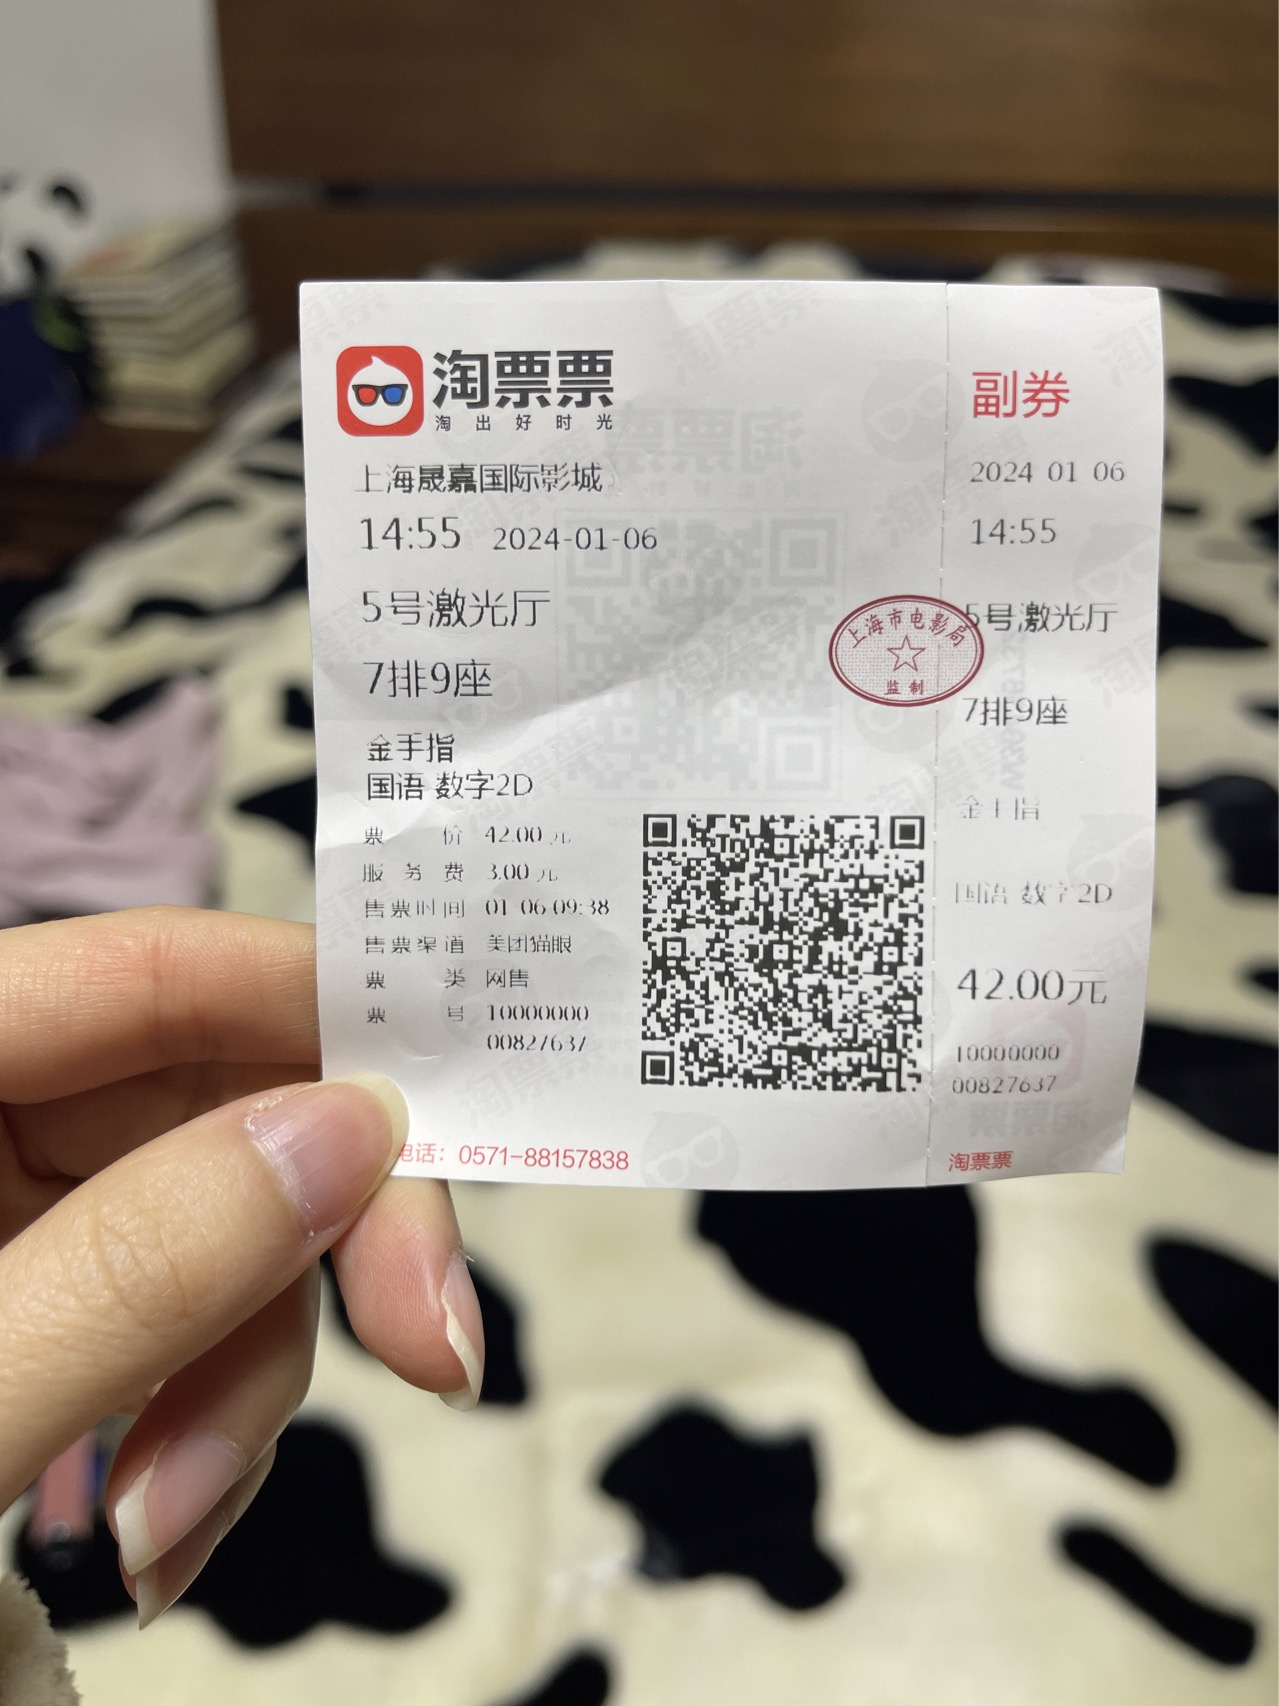 淘票票
淘出好时光
上海晟嘉国际影城
14:55 2024-01-06
5号激光厅
7排9座
金手指
国语 数字2D
票价 42.00元
服务费 3.00元
售票时间 01-06 09:38
售票渠道 美团猫眼
票类 网售
票号 10000000
00827637
电话：0571-88157838
上海市电影局
监制
副券
2024 01 06
14:55
5号激光厅
7排9座
金手指
国语 数字2D
42.00元
10000000
00827637
淘票票